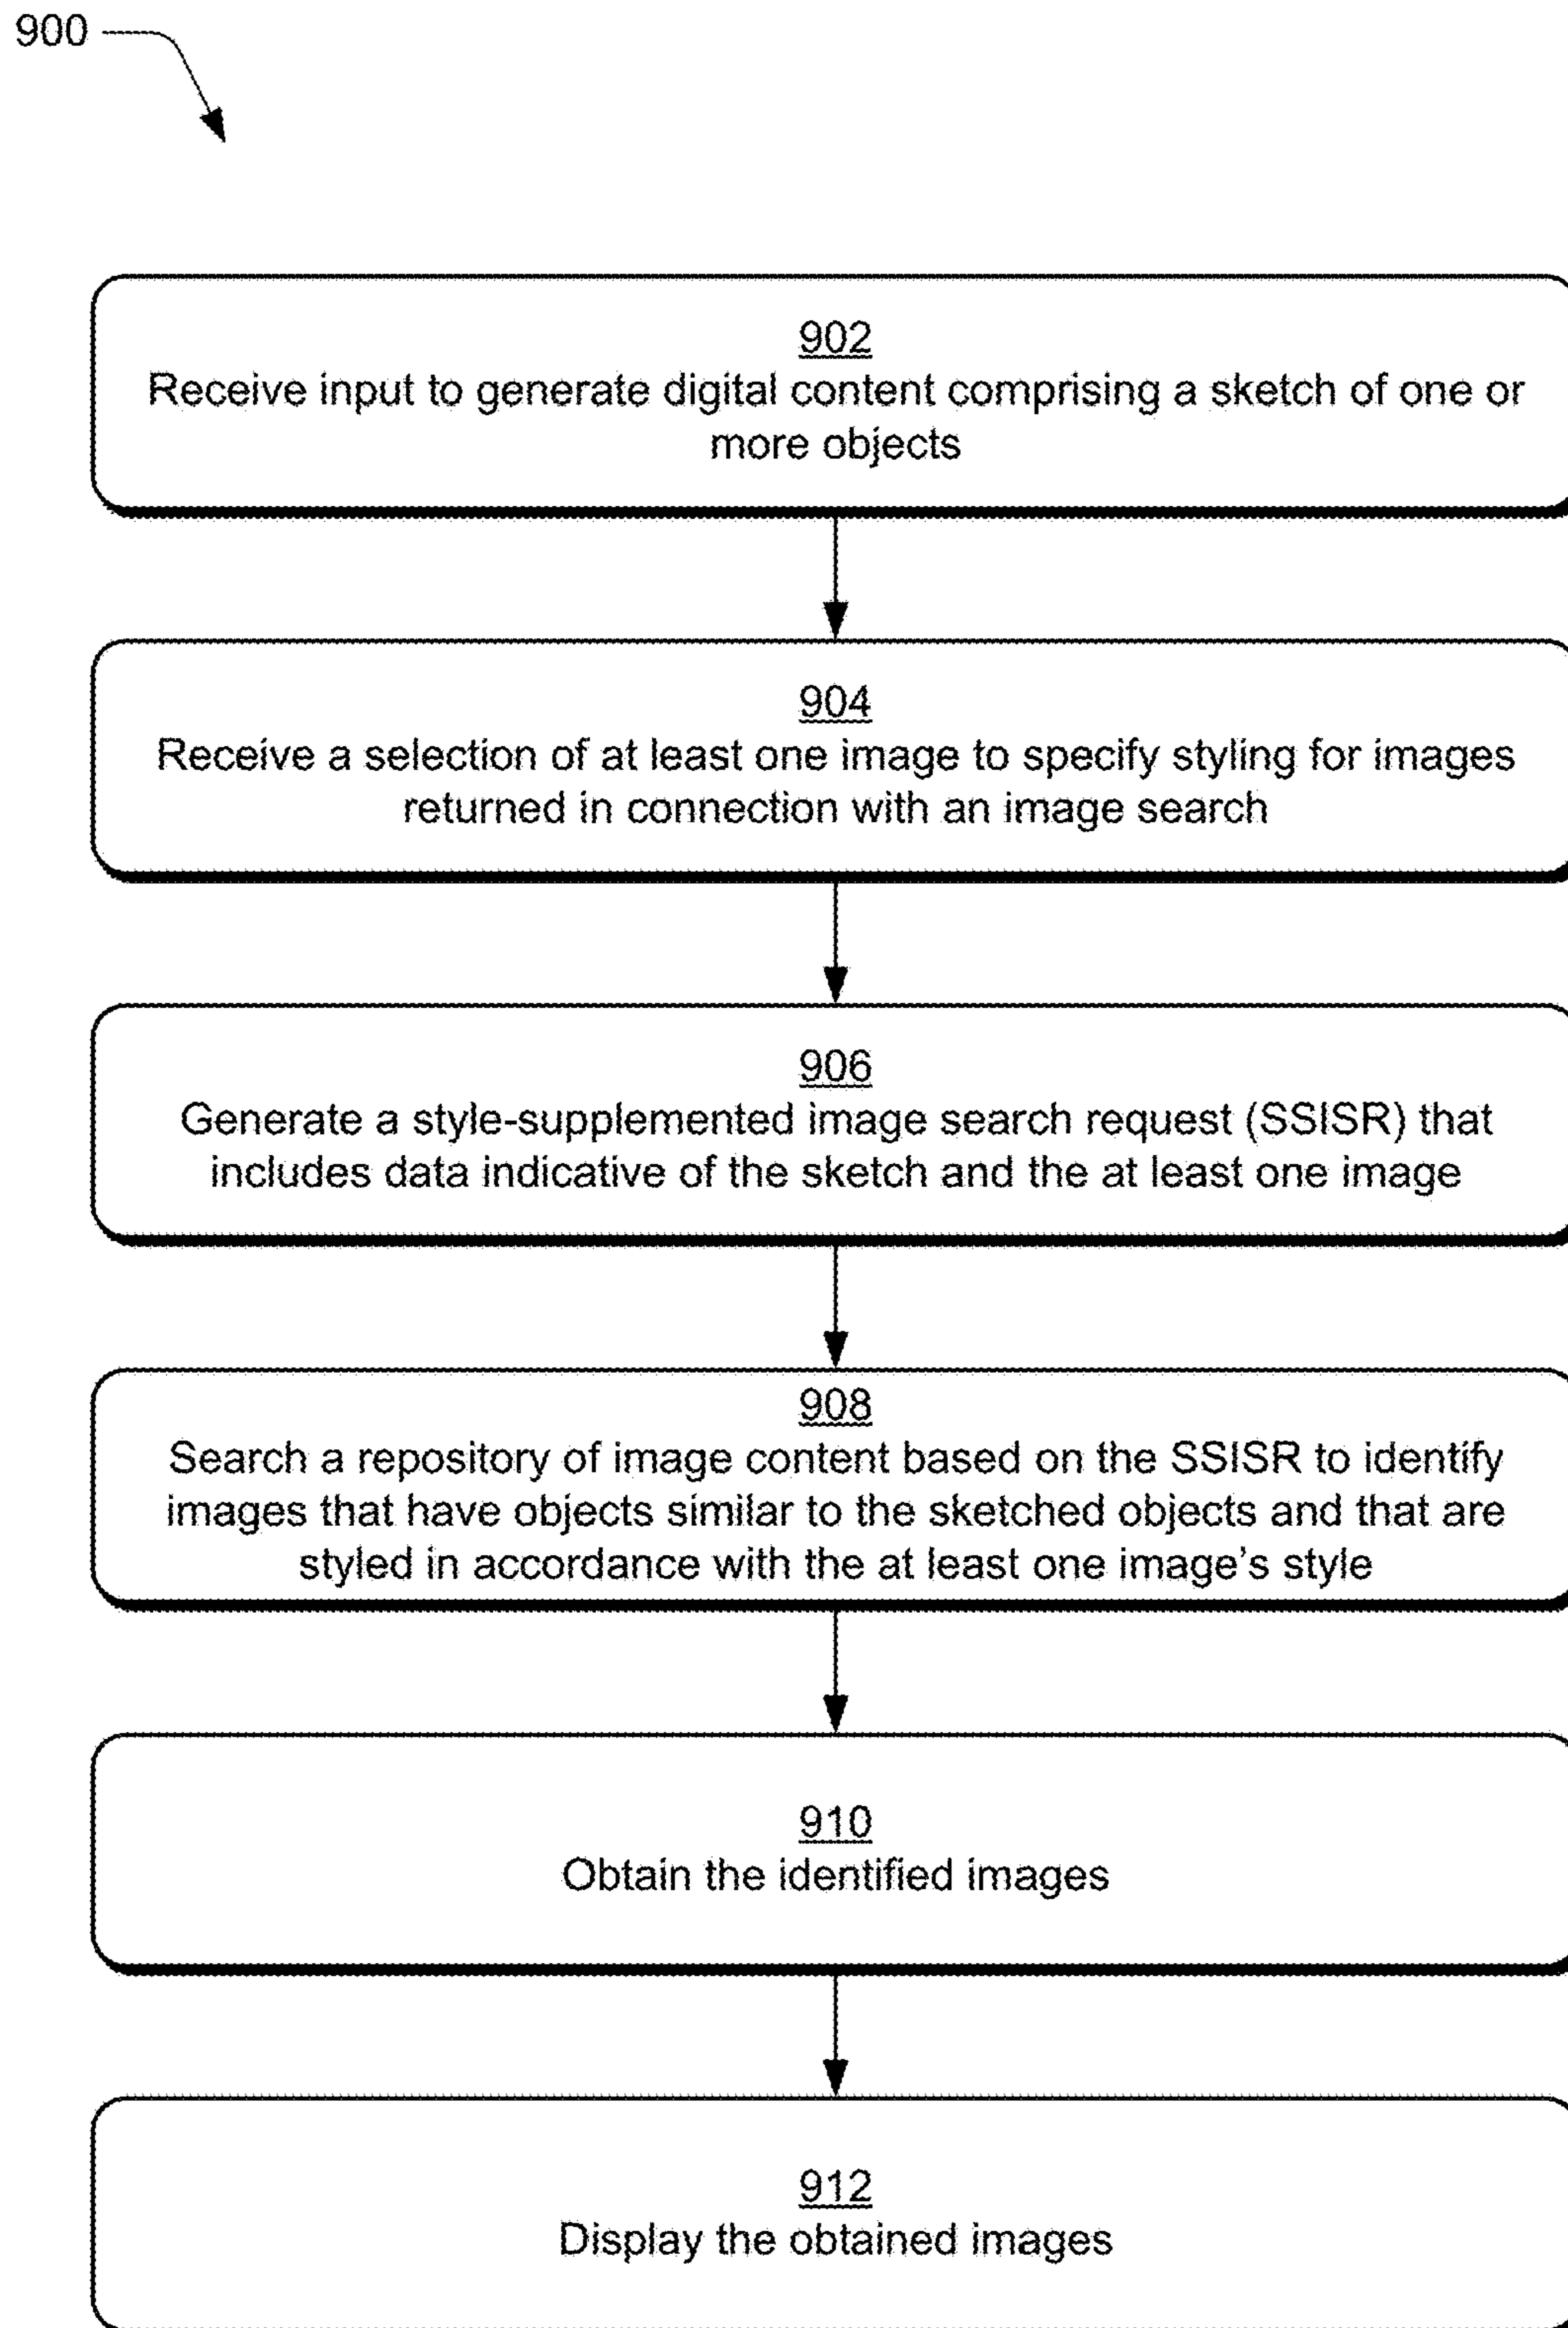 900
902
Receive input to generate digital content comprising a sketch of one or
more objects
904
Receive a selection of at least one image to specify styling for images
returned in connection with an image search
906
Generate a style-supplemented image search request (SSISR) that
includes data indicative of the sketch and the at least one image
908
Search a repository of image content based on the SSISR to identify
images that have objects similar to the sketched objects and that are
styled in accordance with the at least one image’s style
910
Obtain the identified images
912
Display the obtained images